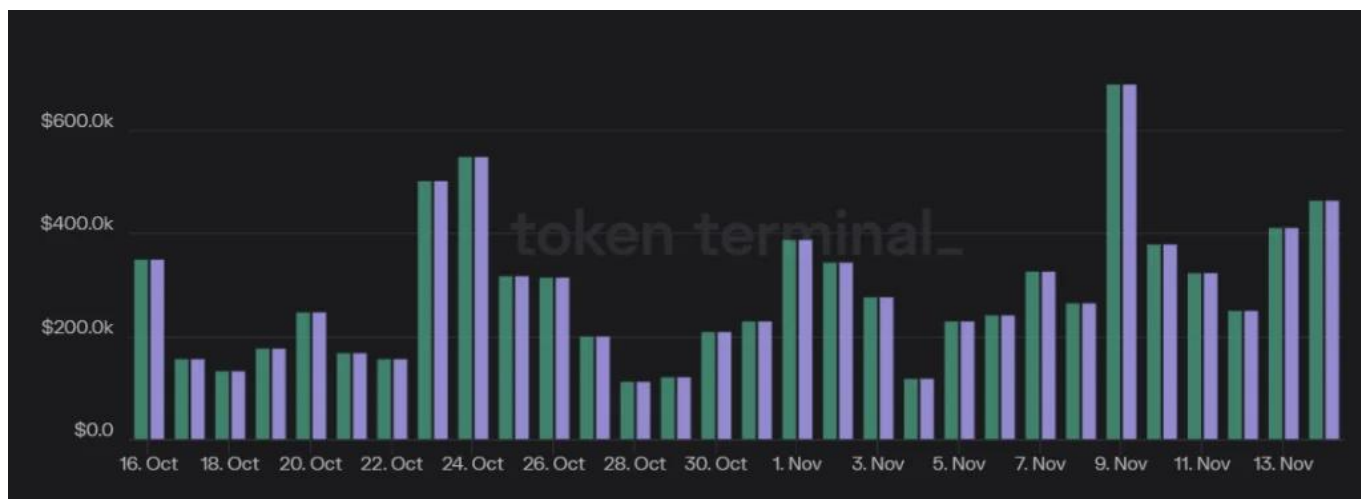 $600.0k
$400.0k
token terminal_
$200.0k
$0.0
16. Oct 18. Oct 20. Oct 22. Oct 24. Oct 26. Oct 28. Oct 30. Oct 1. Nov 3. Nov 5. Nov 7. Nov 9. Nov 11. Nov 13. Nov